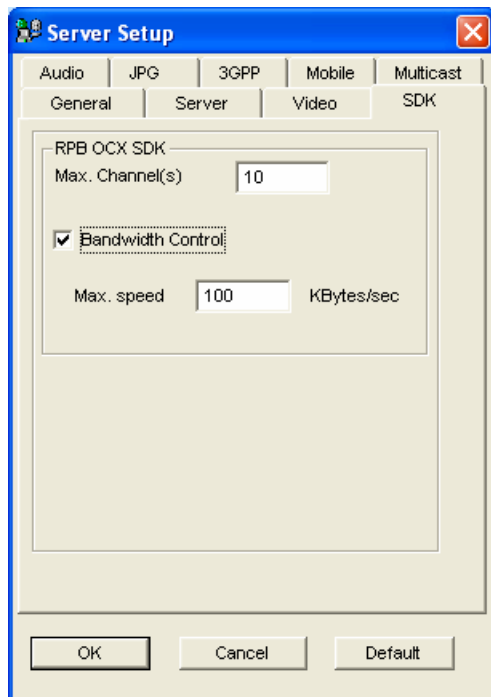 Server Setup
Audio JPG 3GPP Mobile Multicast
General Server Video SDK
RPB OCX SDK
Max. Channel(s) 10
Bandwidth Control
Max. speed 100 KBytes/sec
OK Cancel Default